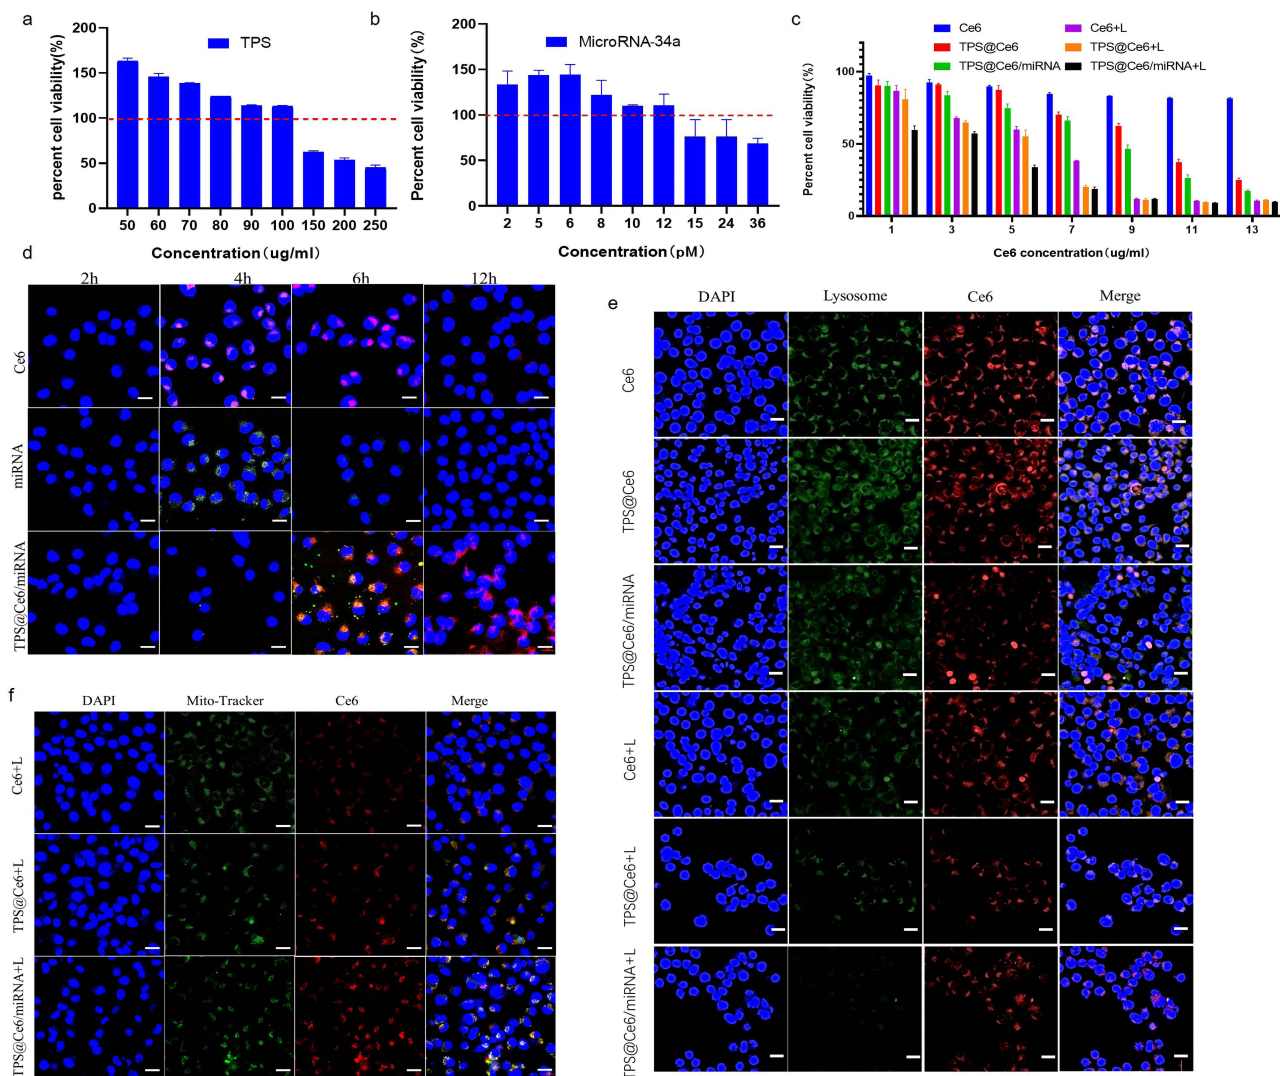 a
percent cell viability(%)
200
150
100
50
0
TPS
50 60 70 80 90 100 150 200 250
Concentration(ug/ml)
b
Percent cell viability(%)
200
150
100
50
0
MicroRNA-34a
2 5 6 8 10 12 15 24 36
Concentration(pM)
c
Ce6 Ce6+L
TPS@Ce6 TPS@Ce6+L
TPS@Ce6/miRNA TPS@Ce6/miRNA+L
Percent cell viability(%)
100
50
0
1 3 5 7 9 11 13
Ce6 concentration(ug/ml)
d
2h 4h 6h 12h
Ce6
miRNA
TPS@Ce6/miRNA
e
DAPI Lysosome Ce6 Merge
Ce6
TPS@Ce6
TPS@Ce6/miRNA
Ce6+L
TPS@Ce6+L
TPS@Ce6/miRNA+L
f
DAPI Mito-Tracker Ce6 Merge
Ce6+L
TPS@Ce6+L
TPS@Ce6/miRNA+L